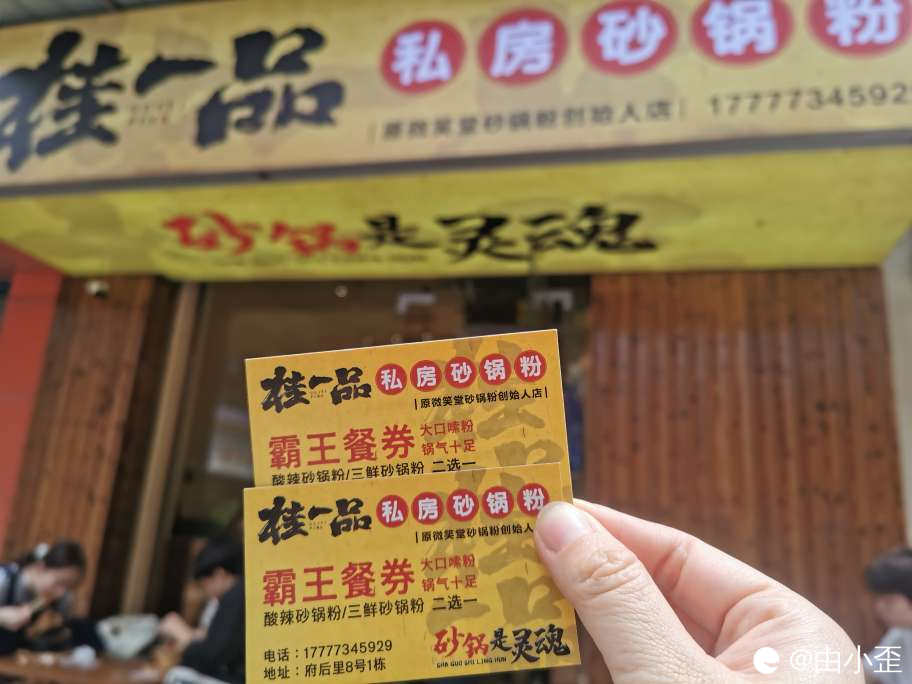 桂一品 私房砂锅粉
|原微笑堂砂锅粉创始人店| 1777734592
砂锅是灵魂
桂一品 私房砂锅粉
|原微笑堂砂锅粉创始人店|
霸王餐券 大口嗦粉
锅气十足
酸辣砂锅粉/三鲜砂锅粉 二选一
桂一品 私房砂锅粉
|原微笑堂砂锅粉创始人
霸王餐券 大口嗦粉
锅气十足
酸辣砂锅粉/三鲜砂锅粉 二选一
电话：17777345929
地址：府后里8号1栋
砂锅是灵魂
SHA GUO SHI LING HUN
@由小歪